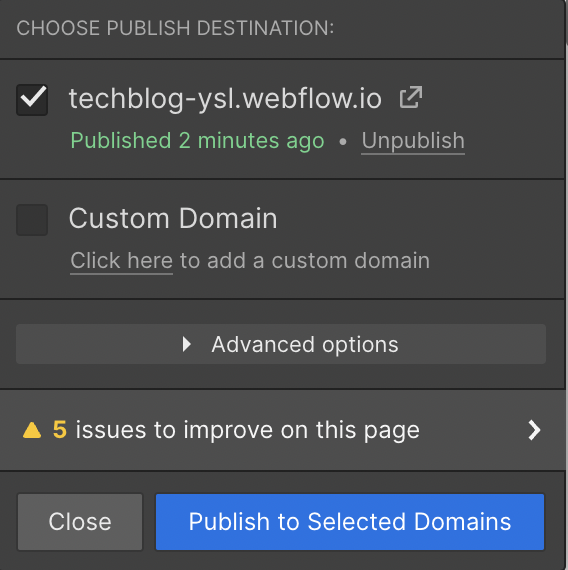 CHOOSE PUBLISH DESTINATION:
techblog-ysl.webflow.io
Published 2 minutes ago • Unpublish
Custom Domain
Click here to add a custom domain
Advanced options
5 issues to improve on this page
Close Publish to Selected Domains